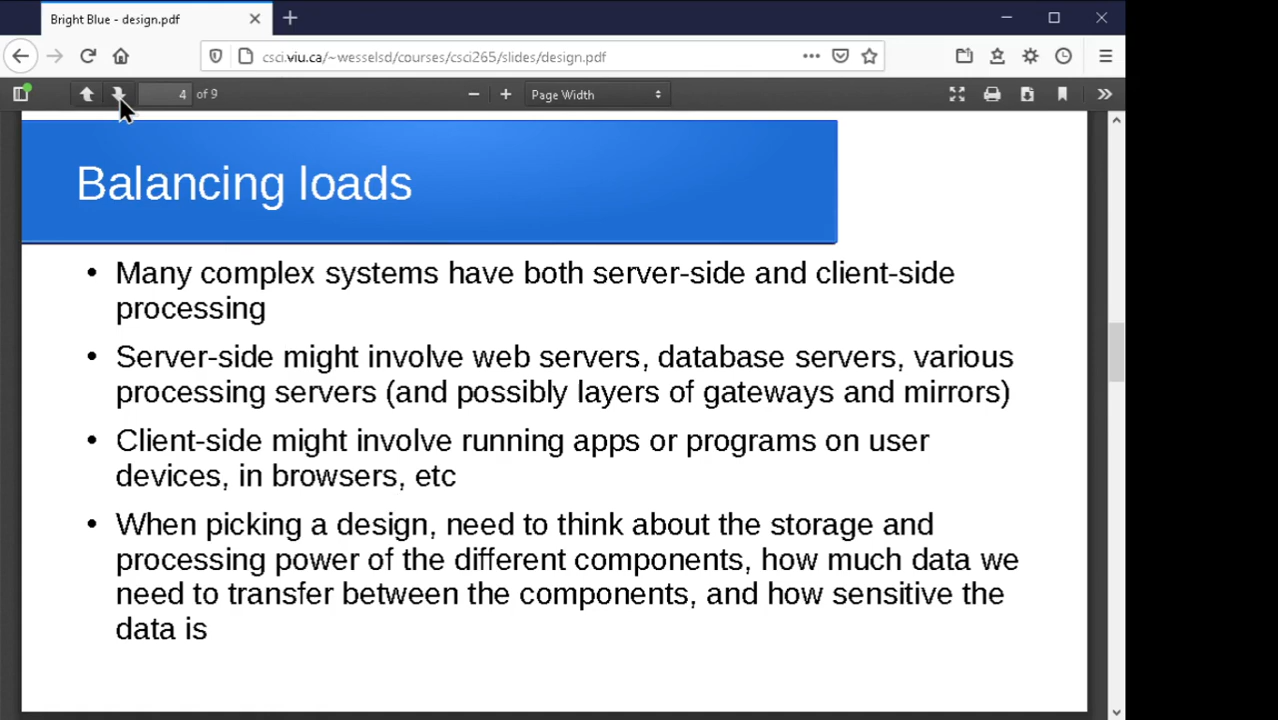 Bright Blue - design.pdf
csci.viu.ca/~wesselsd/courses/csci265/slides/design.pdf
4 of 9
Page Width
Balancing loads
• Many complex systems have both server-side and client-side
processing
• Server-side might involve web servers, database servers, various
processing servers (and possibly layers of gateways and mirrors)
• Client-side might involve running apps or programs on user
devices, in browsers, etc
• When picking a design, need to think about the storage and
processing power of the different components, how much data we
need to transfer between the components, and how sensitive the
data is